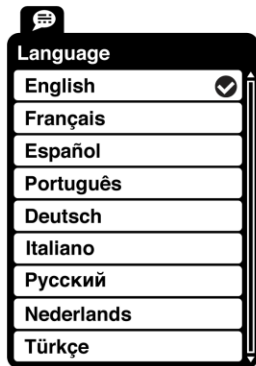 Language
English
Français
Español
Português
Deutsch
Italiano
Русский
Nederlands
Türkçe